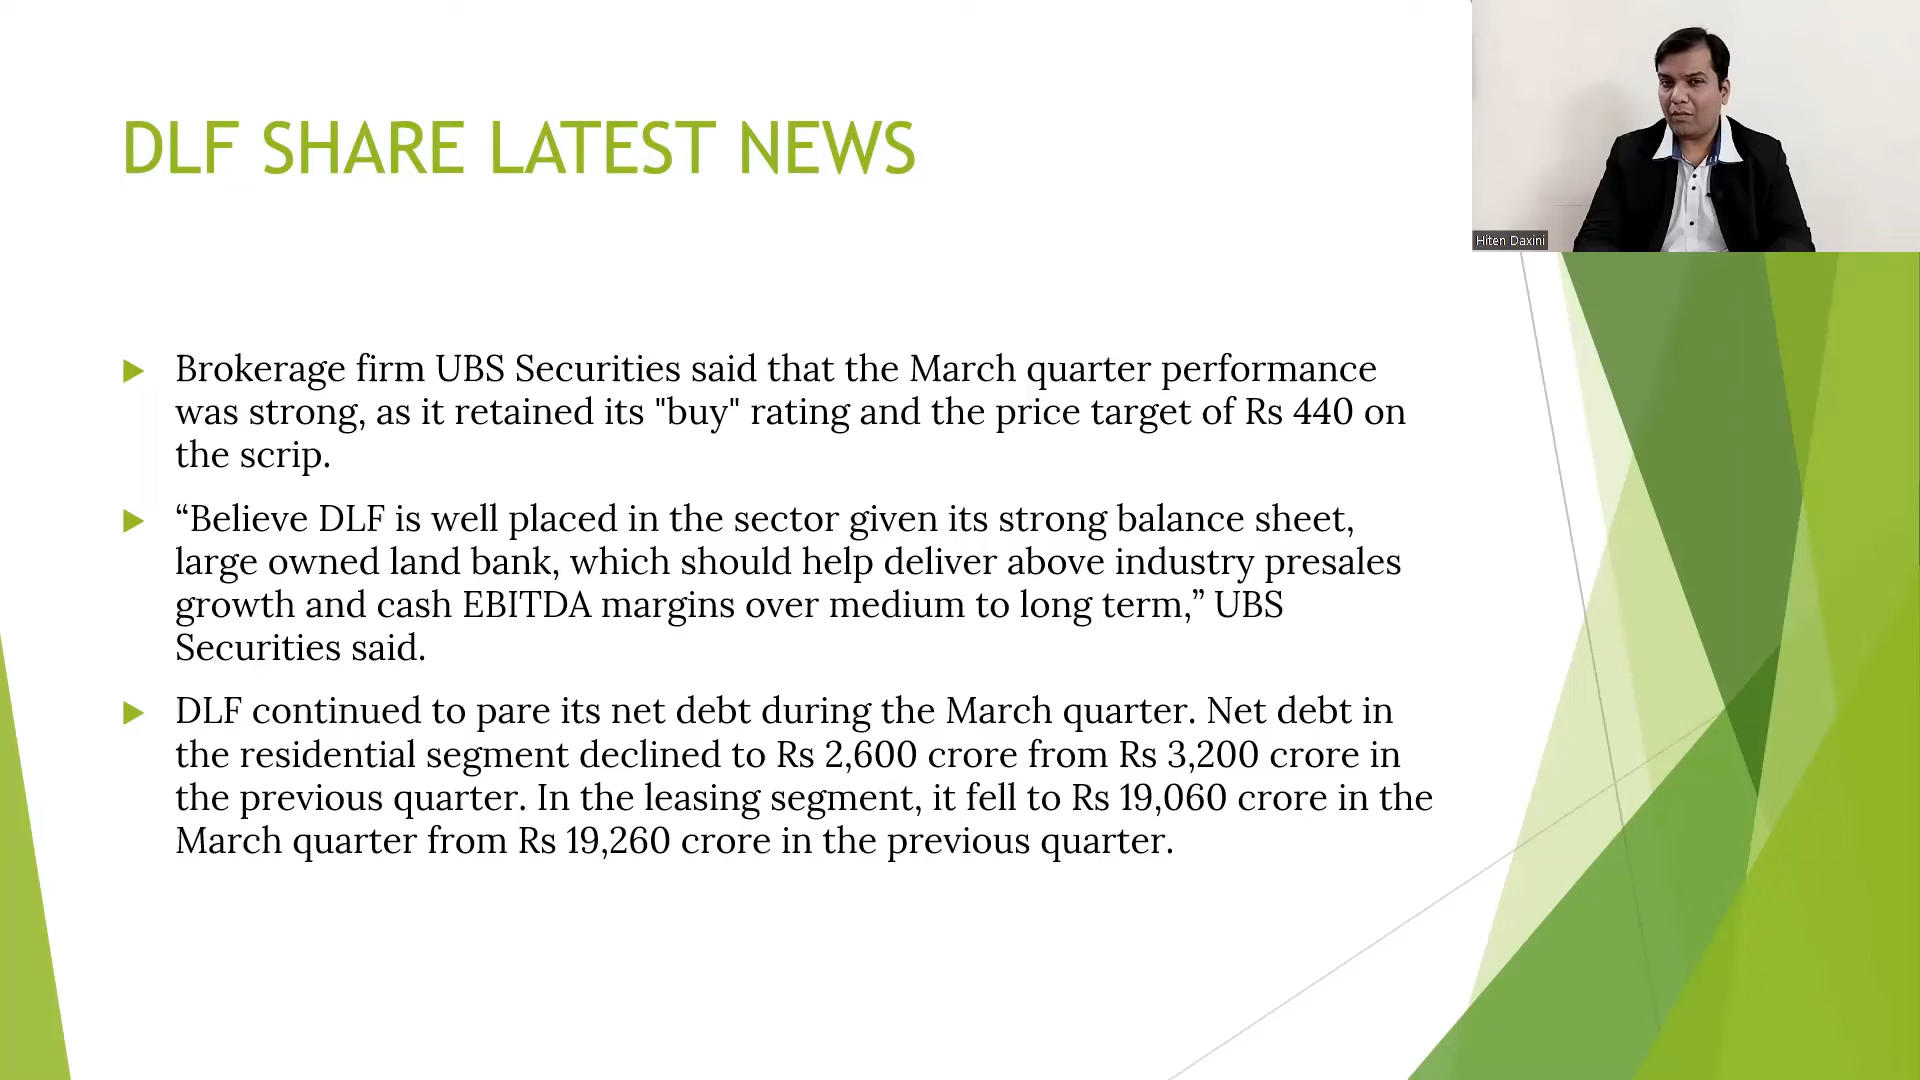 DLF SHARE LATEST NEWS
Hiten Daxini
Brokerage firm UBS Securities said that the March quarter performance
was strong, as it retained its "buy" rating and the price target of Rs 440 on
the scrip.
“Believe DLF is well placed in the sector given its strong balance sheet,
large owned land bank, which should help deliver above industry presales
growth and cash EBITDA margins over medium to long term,” UBS
Securities said.
DLF continued to pare its net debt during the March quarter. Net debt in
the residential segment declined to Rs 2,600 crore from Rs 3,200 crore in
the previous quarter. In the leasing segment, it fell to Rs 19,060 crore in the
March quarter from Rs 19,260 crore in the previous quarter.